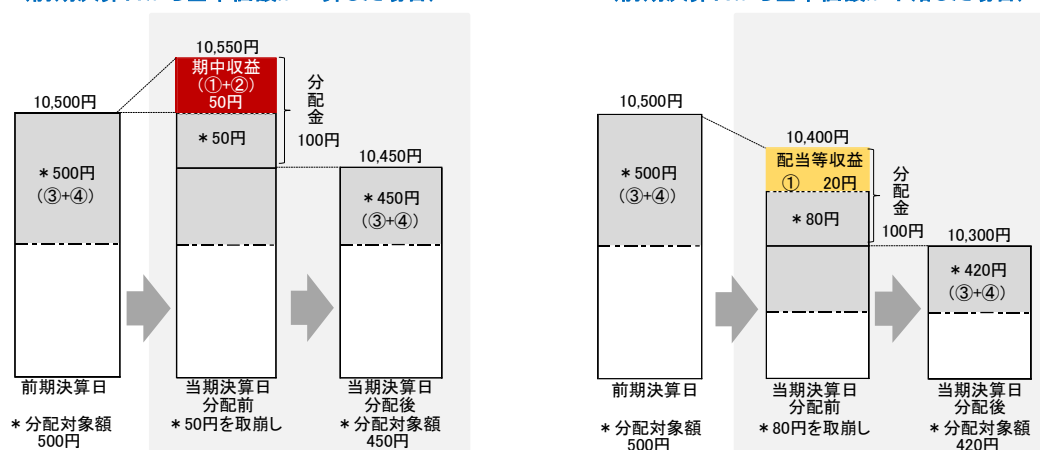 10,550円
期中収益
(①+②)
50円
分配金
100円
10,500円
*500円
(③+④)
*50円
10,450円
*450円
(③+④)
前期決算日
当期決算日
分配前
当期決算日
分配後
*分配対象額
500円
*50円を取崩し
*分配対象額
450円
10,500円
*500円
(③+④)
10,400円
配当等収益
① 20円
*80円
分配金
100円
10,300円
*420円
(③+④)
前期決算日
当期決算日
分配前
当期決算日
分配後
*分配対象額
500円
*80円を取崩し
*分配対象額
420円